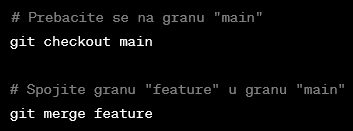 # Prebacite se na granu "main"
git checkout main
# Spojite granu "feature" u granu "main"
git merge feature